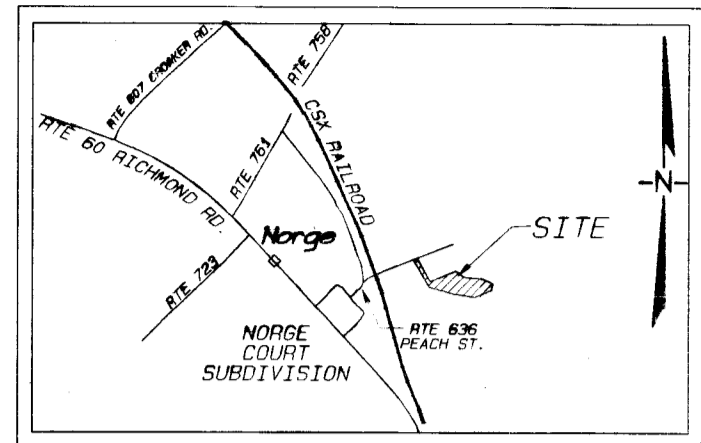 RTE 607 CROAKER RD.
RTE 758
RTE 60 RICHMOND RD.
RTE 761
CSX RAILROAD
N
Norge
SITE
RTE 723
RTE 636
PEACH ST.
NORGE
COURT
SUBDIVISION